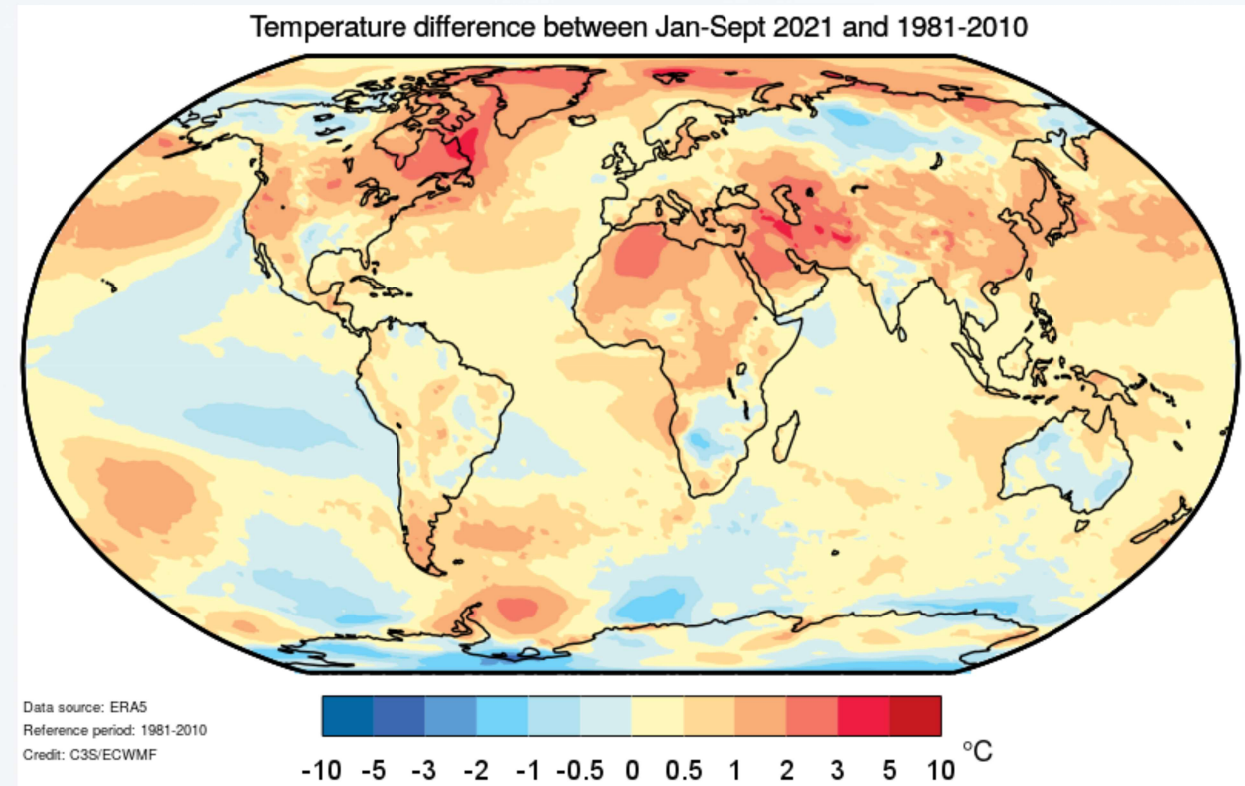 Temperature difference between Jan-Sept 2021 and 1981-2010
Data source: ERA5
Reference period: 1981-2010
Credit: C3S/ECWMF
°C
-10 -5 -3 -2 -1 -0.5 0 0.5 1 2 3 5 10